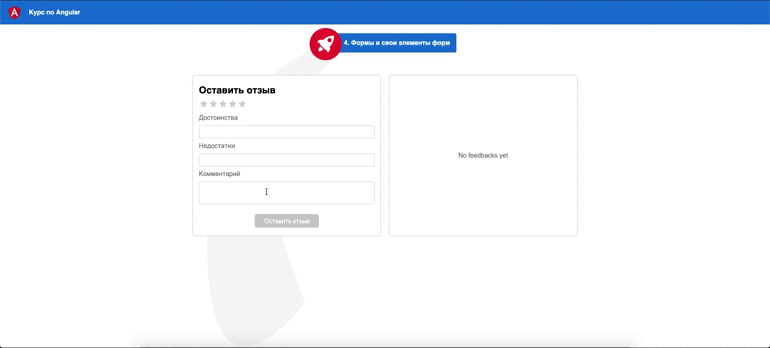 Курс по Angular
4. Формы и свои элементы форм
Оставить отзыв
Достоинства
Недостатки
Комментарий
Оставить отзыв
No feedbacks yet